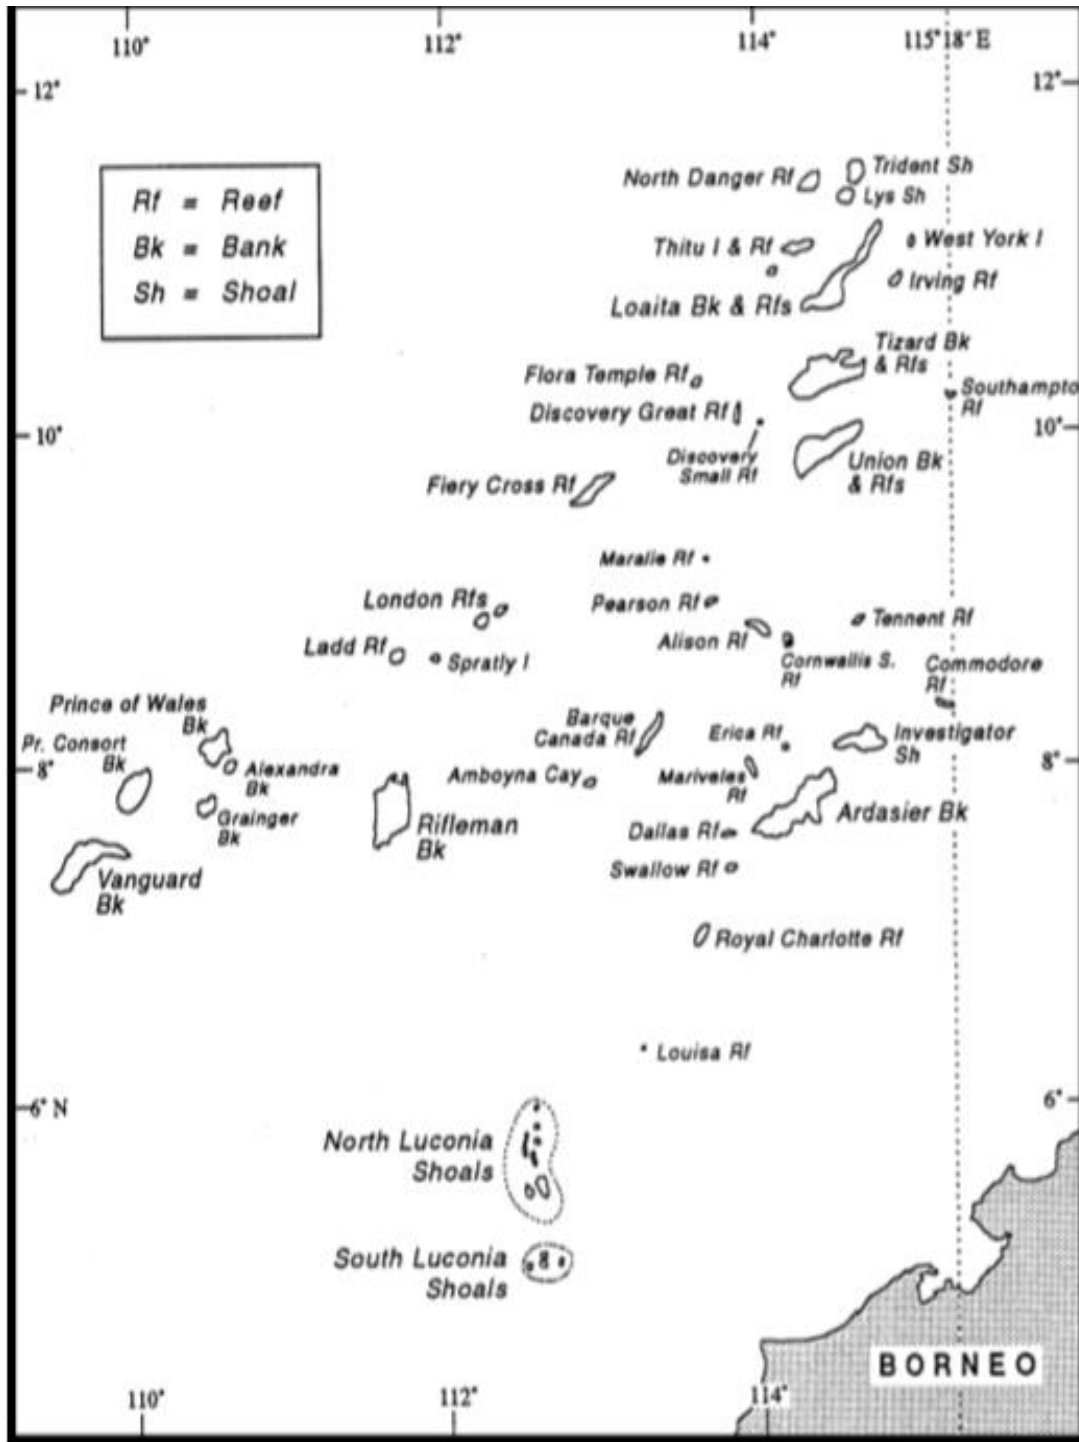 110°
112°
114°
115°18′ E
12°
12°
Rf = Reef
Bk = Bank
Sh = Shoal
North Danger Rf
Trident Sh
Lys Sh
Thitu I & Rf
West York I
Irving Rf
Loaita Bk & Rfs
Tizard Bk
& Rfs
Flora Temple Rf
Southampto
Rf
Discovery Great Rf
10°
10°
Discovery
Small Rf
Union Bk
& Rfs
Fiery Cross Rf
Maralie Rf
London Rfs
Pearson Rf
Tennent Rf
Alison Rf
Ladd Rf
Spratly I
Cornwallis S.
Rf
Commodore
Rf
Prince of Wales
Bk
Barque
Canada Rf
Erica Rf
Investigator
Sh
Pr. Consort
Bk
8°
8°
Alexandra
Bk
Amboyna Cay
Mariveles
Rf
Grainger
Bk
Rifleman
Bk
Ardasier Bk
Dallas Rf
Vanguard
Bk
Swallow Rf
Royal Charlotte Rf
Louisa Rf
6° N
6°
North Luconia
Shoals
South Luconia
Shoals
BORNEO
110°
112°
114°